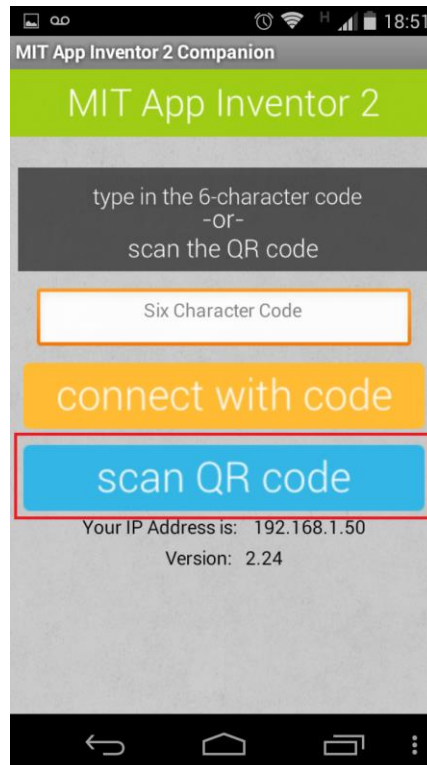 H 18:51
MIT App Inventor 2 Companion
MIT App Inventor 2
type in the 6-character code
-or-
scan the QR code
Six Character Code
connect with code
scan QR code
Your IP Address is: 192.168.1.50
Version: 2.24